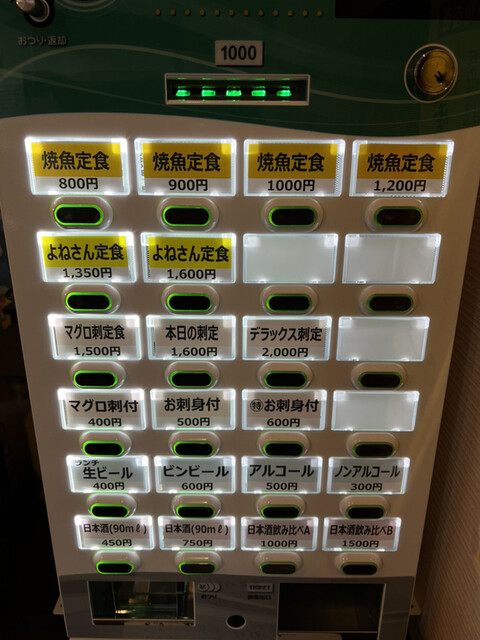 おつり・返却
1000
焼魚定食
800円
焼魚定食
900円
焼魚定食
1000円
焼魚定食
1,200円
よねさん定食
1,350円
よねさん定食
1,600円
マグロ刺定食
1,500円
本日の刺定
1,600円
デラックス刺定
2,000円
マグロ刺付
400円
お刺身付
500円
㊕お刺身付
600円
ランチ
生ビール
400円
ビンビール
600円
アルコール
500円
ノンアルコール
300円
日本酒(90mℓ)
450円
日本酒(90mℓ)
750円
日本酒飲み比べA
1000円
日本酒飲み比べB
1500円